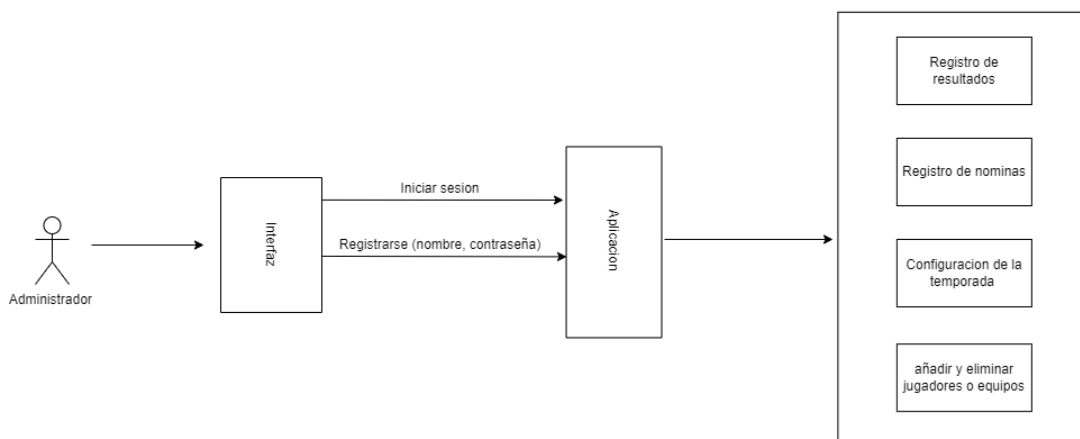 Administrador
Interfaz
Iniciar sesion
Registrarse (nombre, contraseña)
Aplicacion
Registro de
resultados
Registro de nominas
Configuracion de la
temporada
añadir y eliminar
jugadores o equipos